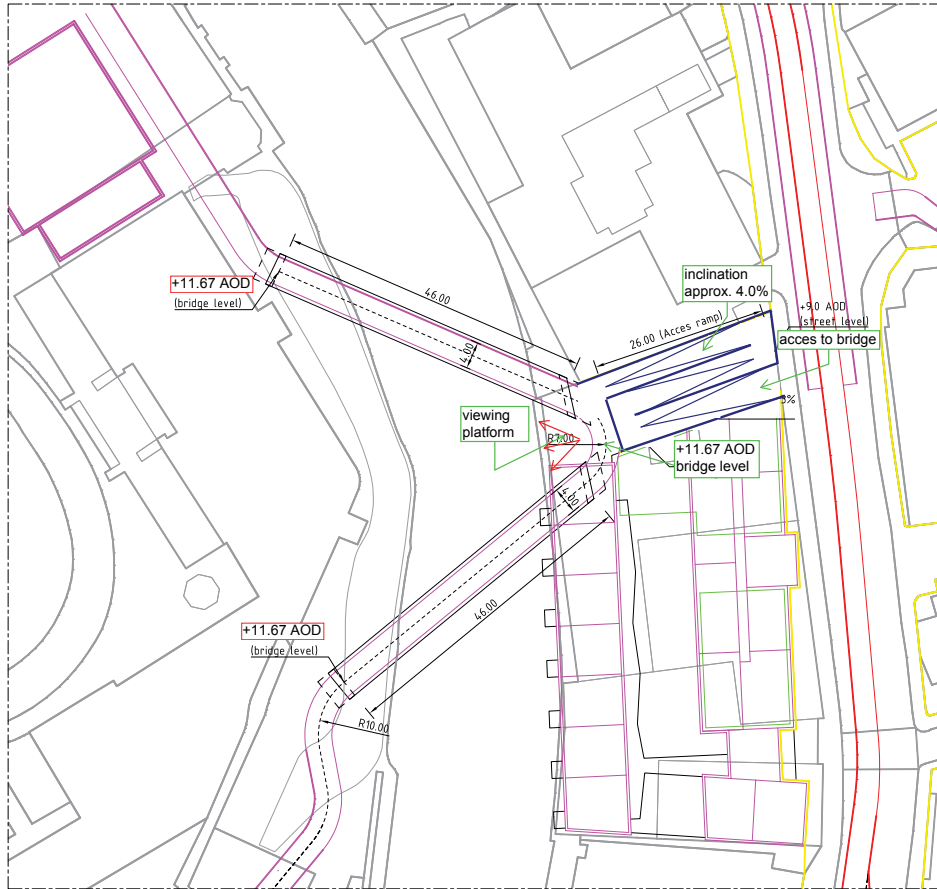 inclination
approx. 4.0%
+11.67 AOD
(bridge level)
46.00
26.00 (Acces ramp)
+9.0 AOD
(street level)
acces to bridge
4.00
viewing
platform
R7.00
3%
+11.67 AOD
bridge level
4.00
46.00
+11.67 AOD
(bridge level)
R10.00